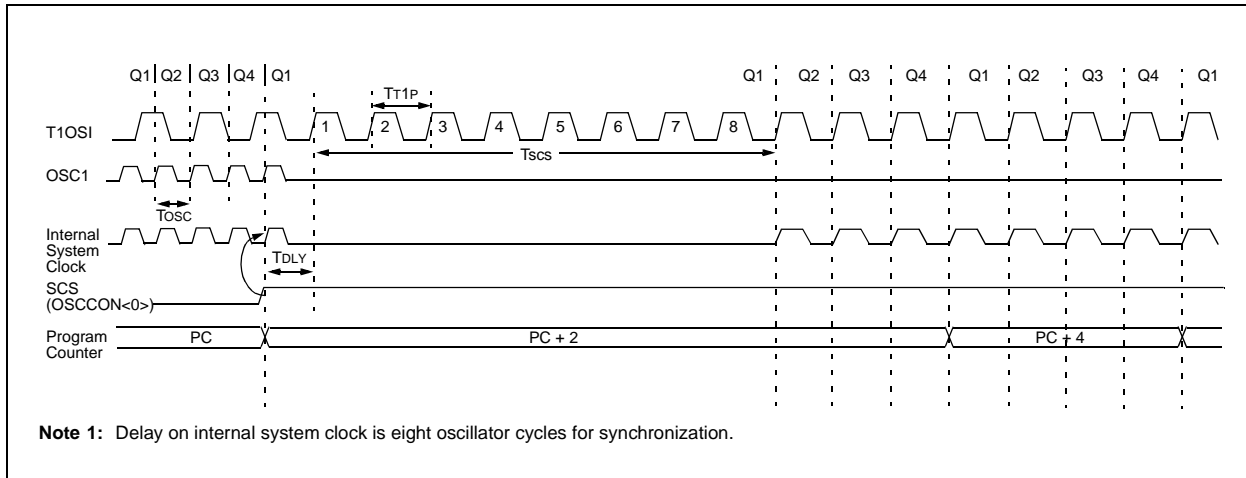 Q1 Q2 Q3 Q4 Q1 Q1 Q2 Q3 Q4 Q1 Q2 Q3 Q4 Q1
TT1P
T1OSI 1 2 3 4 5 6 7 8
TSCS
OSC1
TOSC
Internal
System
Clock
TDLY
SCS
(OSCCON<0>)
Program
Counter
PC PC + 2 PC + 4
Note 1: Delay on internal system clock is eight oscillator cycles for synchronization.